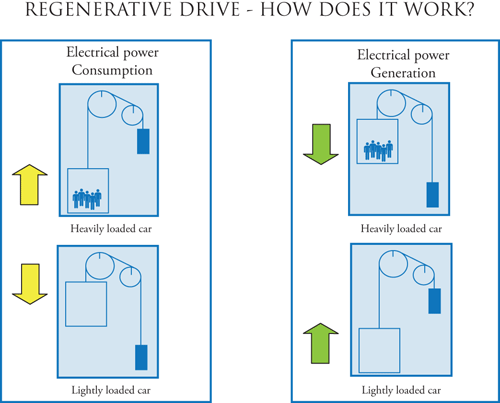 REGENERATIVE DRIVE - HOW DOES IT WORK?
Electrical power
Consumption
Heavily loaded car
Lightly loaded car
Electrical power
Generation
Heavily loaded car
Lightly loaded car